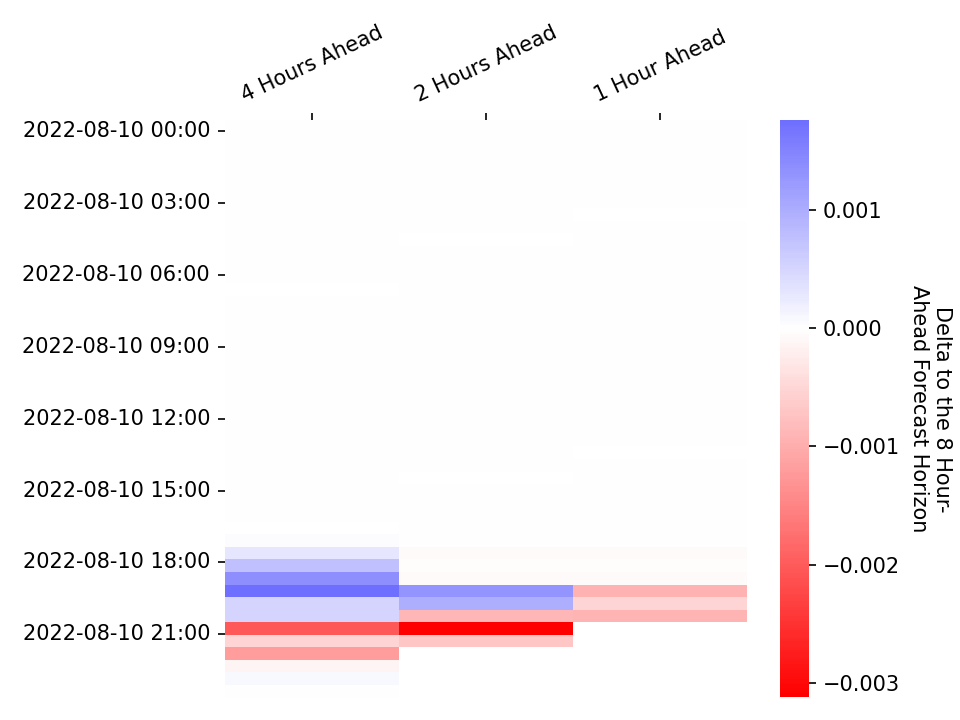 4 Hours Ahead
2 Hours Ahead
1 Hour Ahead
2022-08-10 00:00
2022-08-10 03:00
2022-08-10 06:00
2022-08-10 09:00
2022-08-10 12:00
2022-08-10 15:00
2022-08-10 18:00
2022-08-10 21:00
0.001
0.000
−0.001
−0.002
−0.003
Delta to the 8 Hour-
Ahead Forecast Horizon